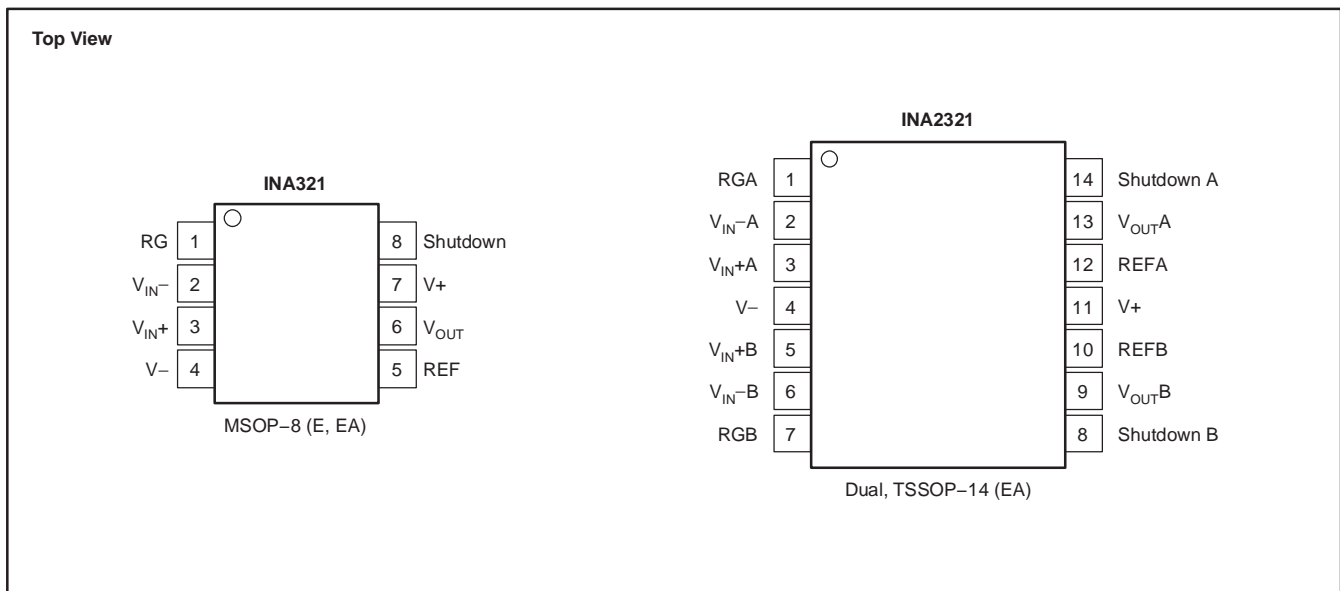 Top View
INA321
RG 1
V_IN− 2
V_IN+ 3
V− 4
8 Shutdown
7 V+
6 V_OUT
5 REF
MSOP−8 (E, EA)
INA2321
RGA 1
V_IN−A 2
V_IN+A 3
V− 4
V_IN+B 5
V_IN−B 6
RGB 7
14 Shutdown A
13 V_OUTA
12 REFA
11 V+
10 REFB
9 V_OUTB
8 Shutdown B
Dual, TSSOP−14 (EA)